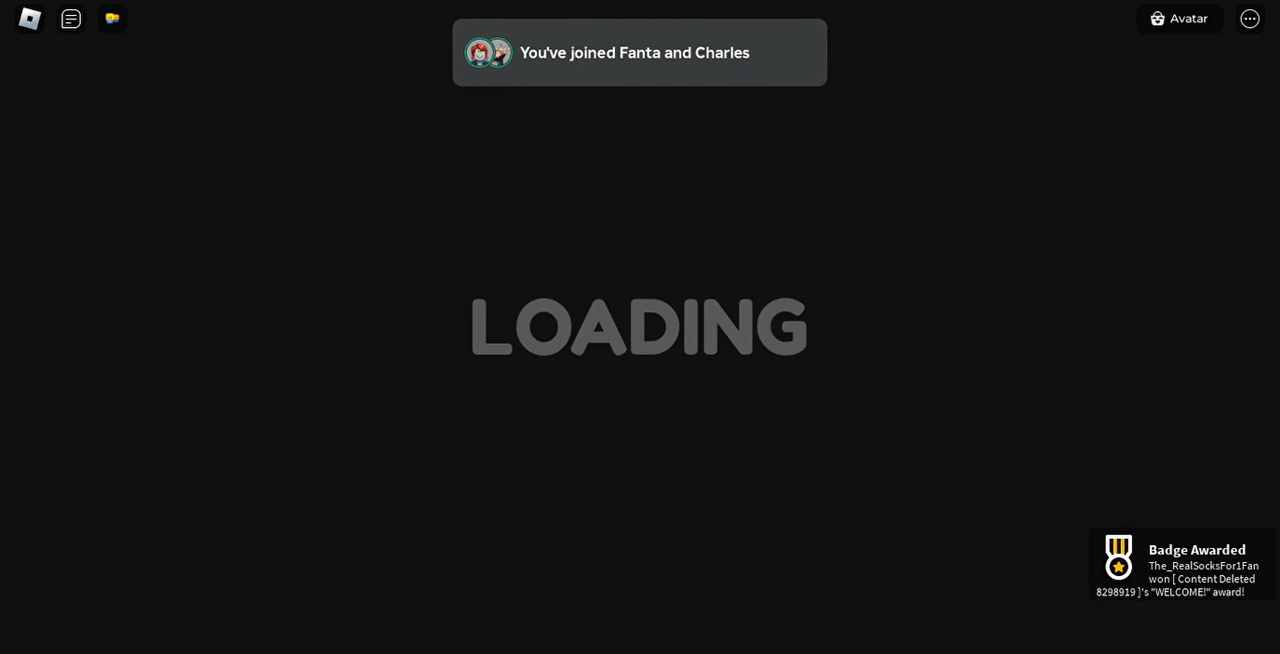 Avatar
You've joined Fanta and Charles
LOADING
Badge Awarded
The_RealSocksFor1Fan
won [ Content Deleted
8298919 ]'s "WELCOME!" award!